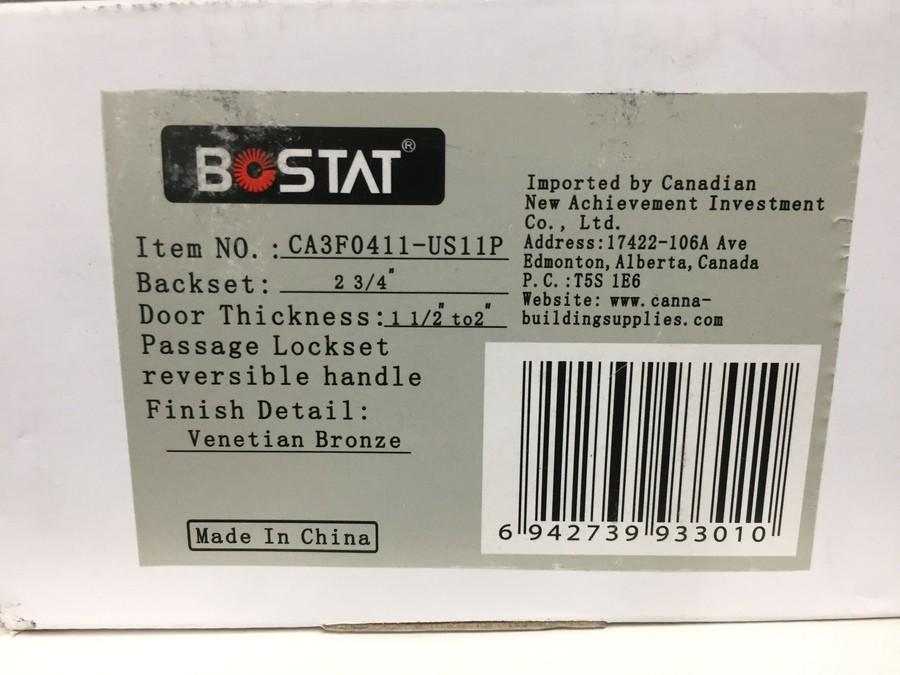 BOSTAT®
Item NO.: CA3F0411-US11P
Backset: 2 3/4"
Door Thickness: 1 1/2" to2"
Passage Lockset
reversible handle
Finish Detail:
Venetian Bronze
Made In China
Imported by Canadian
New Achievement Investment
Co., Ltd.
Address:17422-106A Ave
Edmonton, Alberta, Canada
P.C.:T5S 1E6
Website: www.canna-
buildingsupplies.com
6 942739 933010